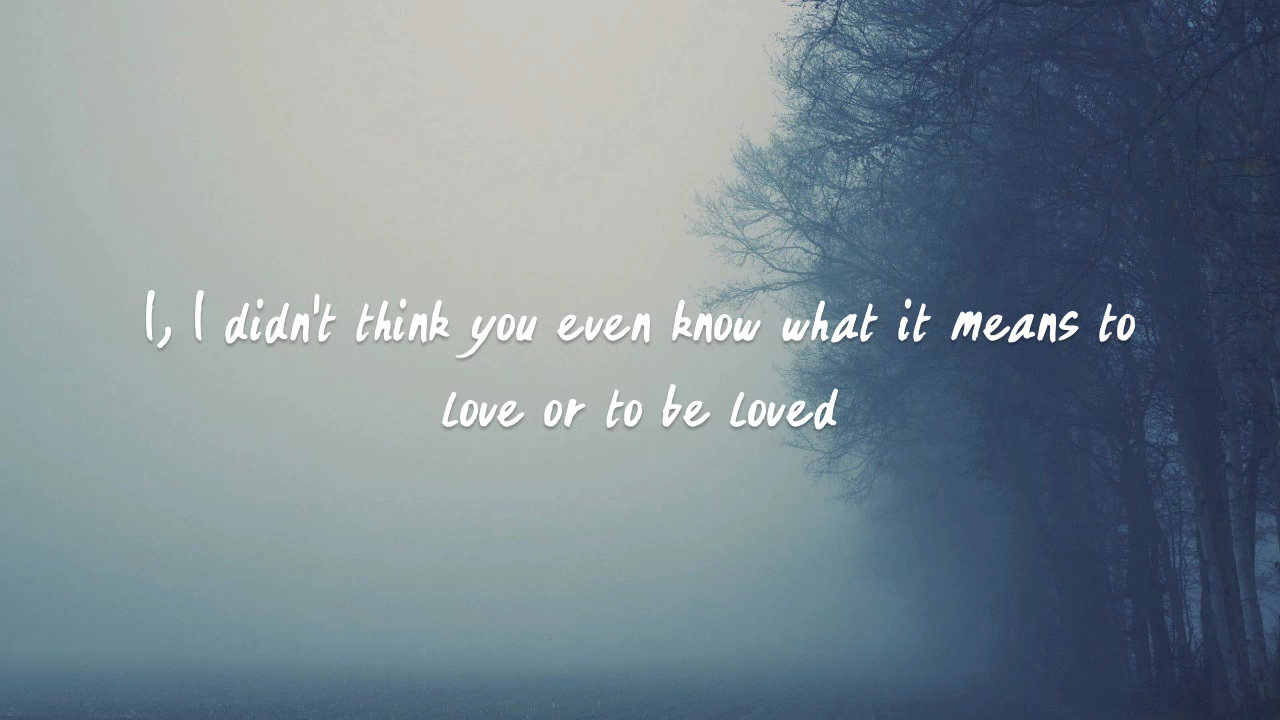 I, I didn't think you even know what it means to
love or to be loved